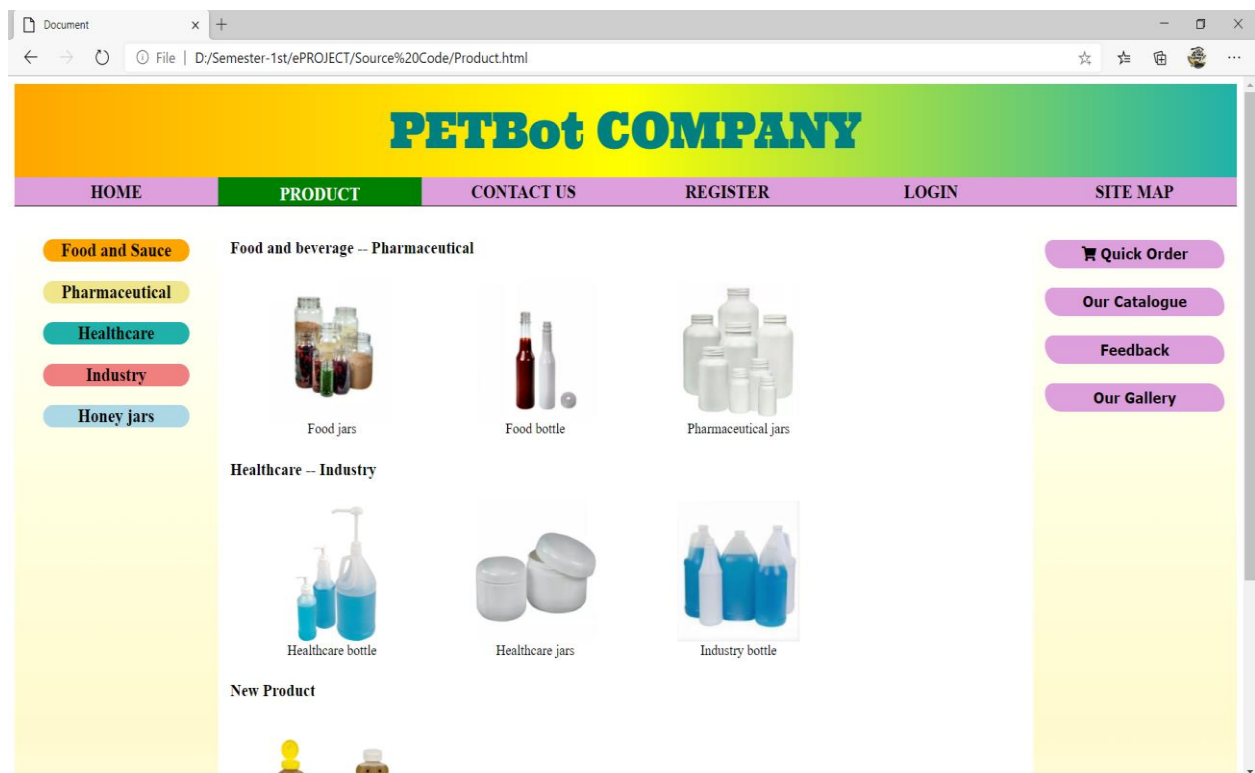 Document
File | D:/Semester-1st/ePROJECT/Source%20Code/Product.html
PETBot COMPANY
HOME PRODUCT CONTACT US REGISTER LOGIN SITE MAP
Food and Sauce
Pharmaceutical
Healthcare
Industry
Honey jars
Food and beverage -- Pharmaceutical
Food jars Food bottle Pharmaceutical jars
Healthcare -- Industry
Healthcare bottle Healthcare jars Industry bottle
New Product
Quick Order
Our Catalogue
Feedback
Our Gallery